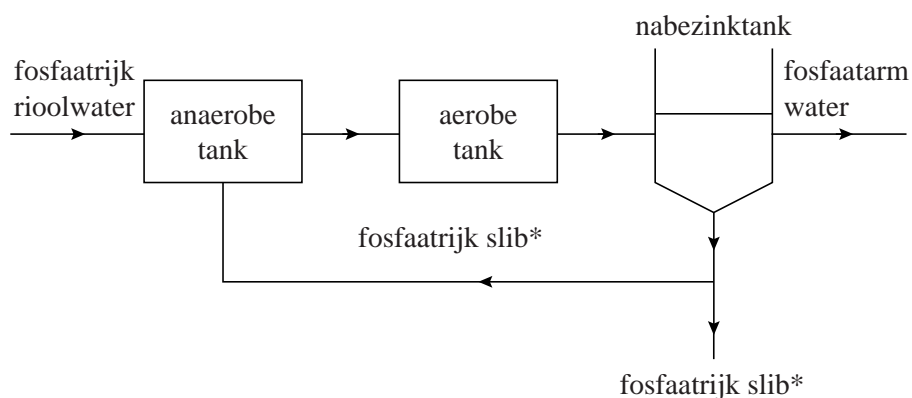 nabezinktank
fosfaatrijk
rioolwater
anaerobe
tank
aerobe
tank
fosfaatarm
water
fosfaatrijk slib*
fosfaatrijk slib*